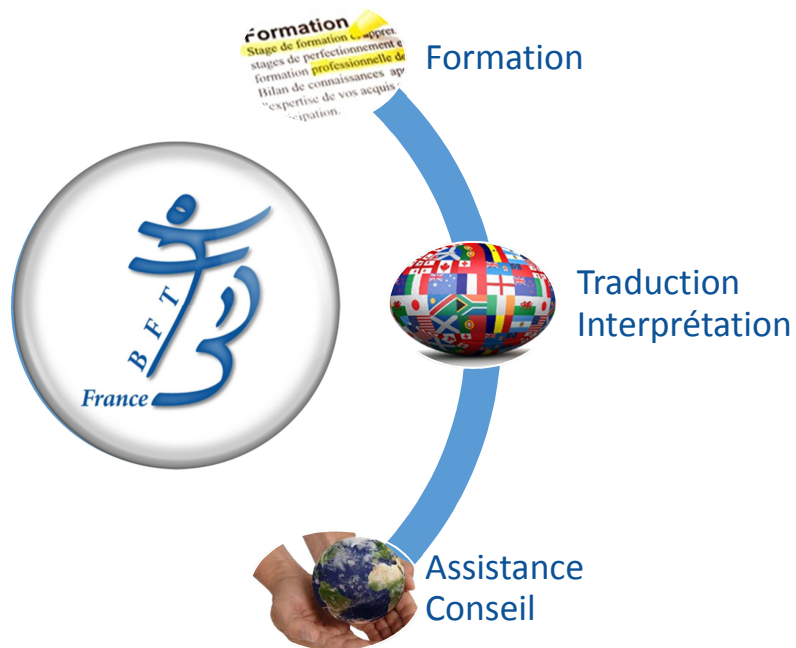 Formation
Stage de formation
stages de perfectionnement
formation professionnelle de
Bilan de connaissances
expertise de vos acquis
Formation
B F T
France
Traduction
Interprétation
Assistance
Conseil